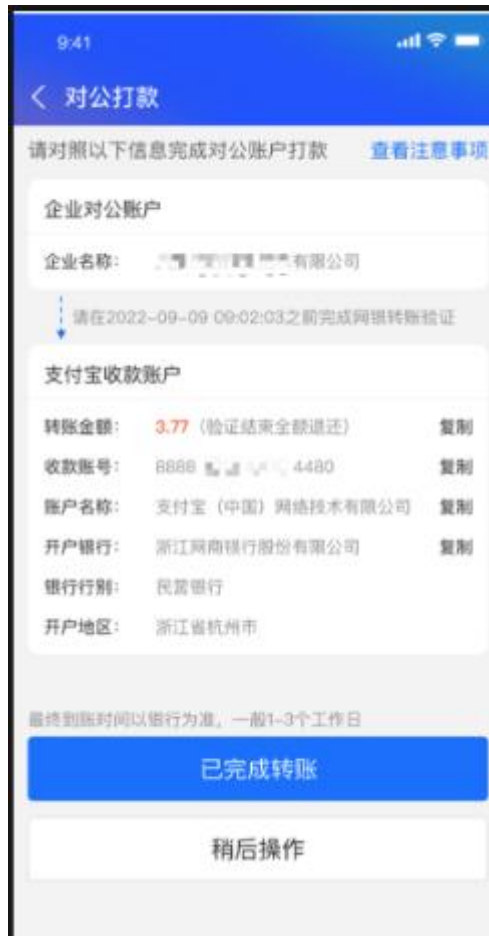 9:41
对公打款
请对照以下信息完成对公账户打款 查看注意事项
企业对公账户
企业名称： 有限公司
请在2022-09-09 09:02:03之前完成网银转账验证
支付宝收款账户
转账金额： 3.77（验证结束全额退还） 复制
收款账号： 8888 4480 复制
账户名称： 支付宝（中国）网络技术有限公司 复制
开户银行： 浙江网商银行股份有限公司 复制
银行行别： 民营银行
开户地区： 浙江省杭州市
最终到账时间以银行为准，一般1-3个工作日
已完成转账
稍后操作